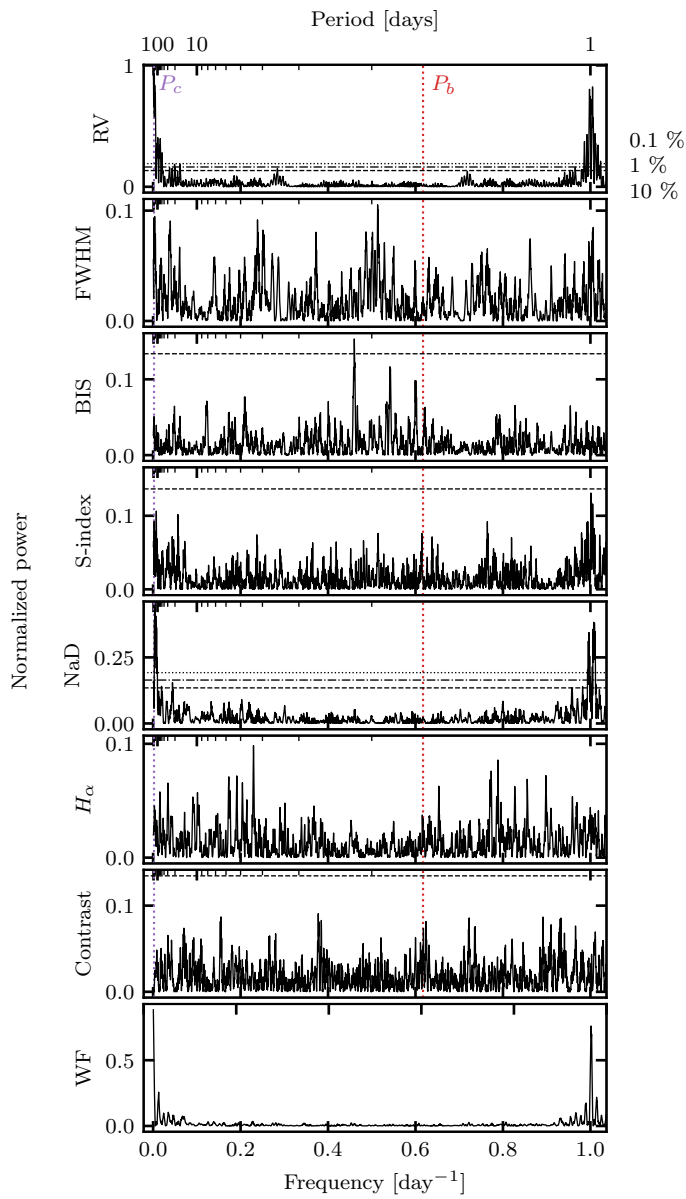 Period [days]
100 10 1
1
P_c P_b
RV
0.1 %
1 %
10 %
0
0.1
FWHM
0.0
0.1
BIS
0.0
0.1
S-index
0.0
Normalized power
0.25
NaD
0.00
0.1
H_α
0.0
0.1
Contrast
0.0
0.5
WF
0.0
0.0 0.2 0.4 0.6 0.8 1.0
Frequency [day⁻¹]